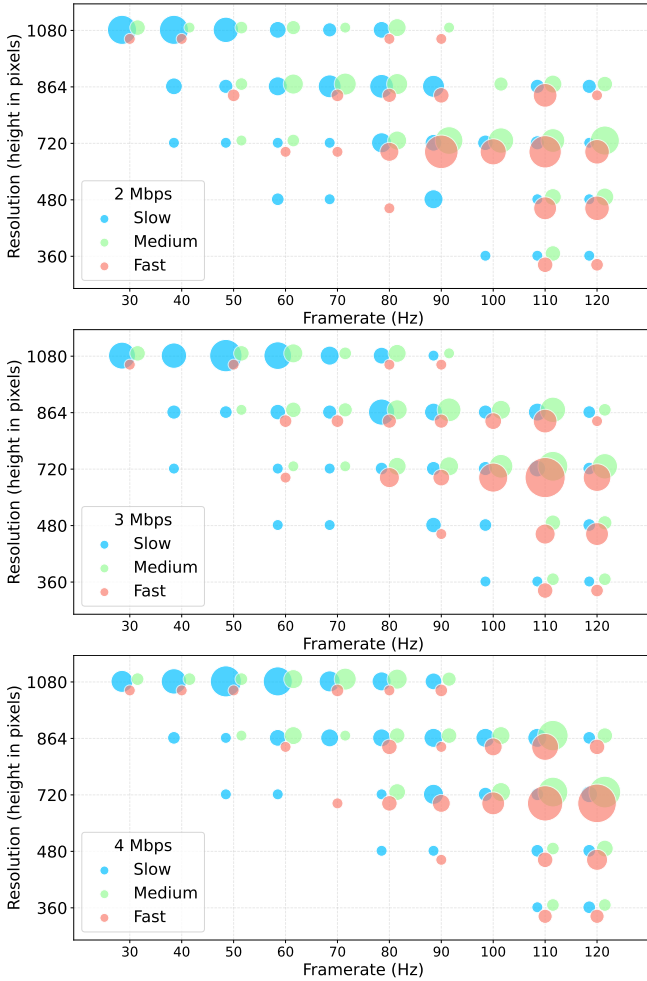 Resolution (height in pixels)
1080
864
720
480
360
2 Mbps
Slow
Medium
Fast
30 40 50 60 70 80 90 100 110 120
Framerate (Hz)
Resolution (height in pixels)
1080
864
720
480
360
3 Mbps
Slow
Medium
Fast
30 40 50 60 70 80 90 100 110 120
Framerate (Hz)
Resolution (height in pixels)
1080
864
720
480
360
4 Mbps
Slow
Medium
Fast
30 40 50 60 70 80 90 100 110 120
Framerate (Hz)